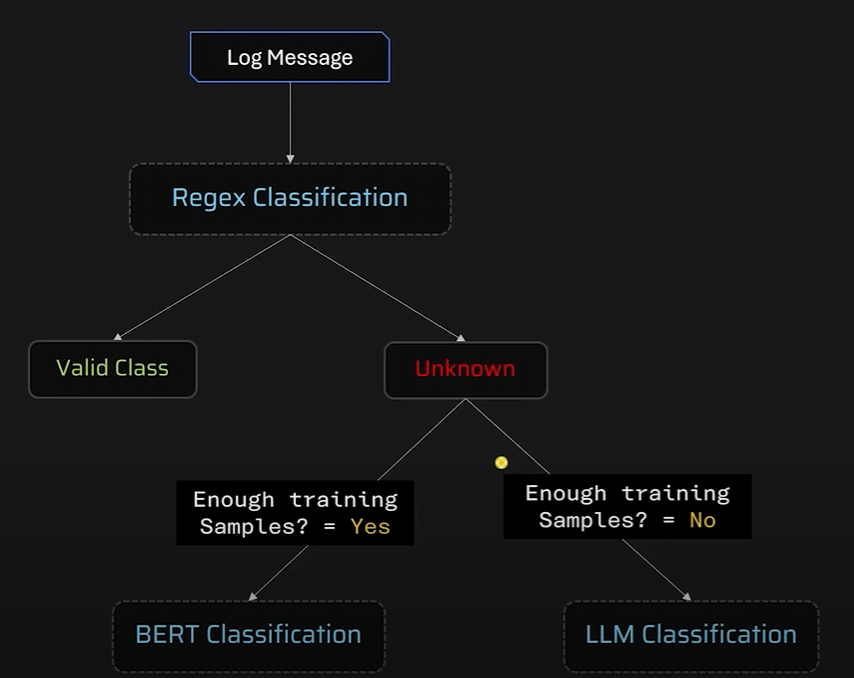 Log Message
Regex Classification
Valid Class
Unknown
Enough training
Samples? = Yes
Enough training
Samples? = No
BERT Classification
LLM Classification